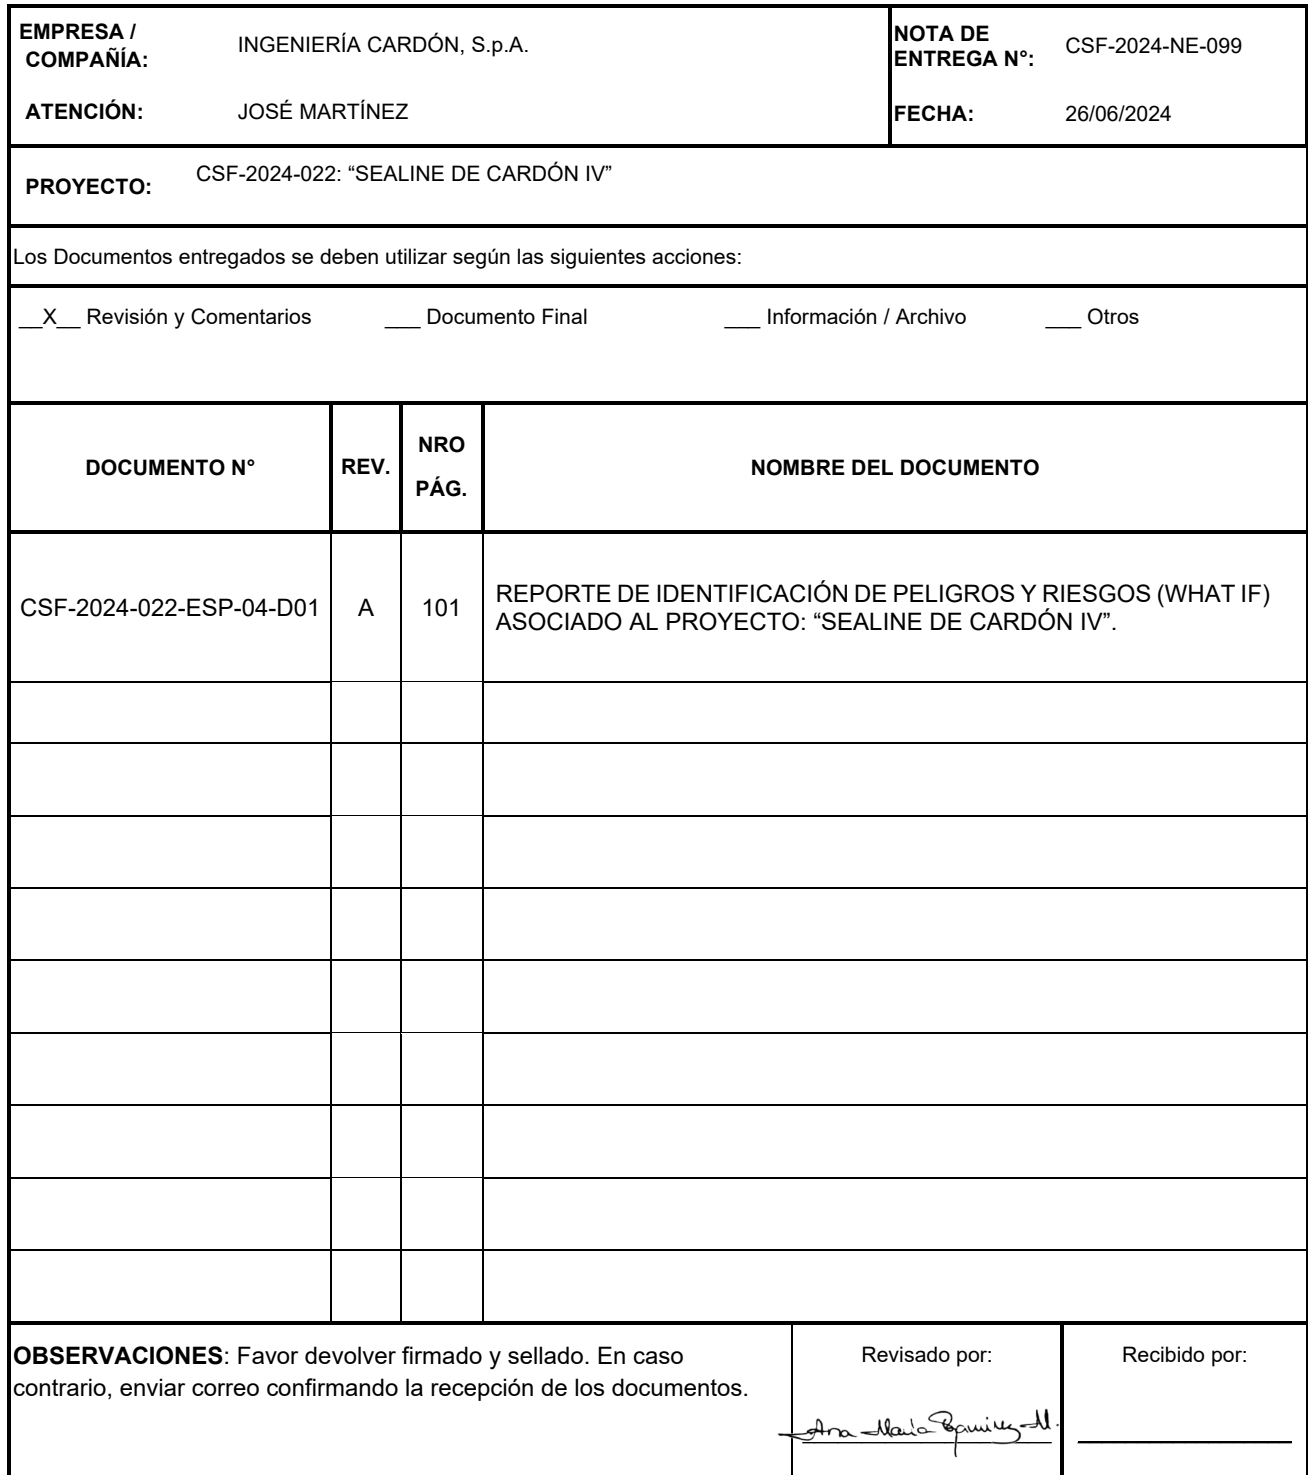 EMPRESA /
COMPAÑÍA:
INGENIERÍA CARDÓN, S.p.A.
NOTA DE
ENTREGA N°:
CSF-2024-NE-099
ATENCIÓN:
JOSÉ MARTÍNEZ
FECHA:
26/06/2024
PROYECTO:
CSF-2024-022: “SEALINE DE CARDÓN IV”
Los Documentos entregados se deben utilizar según las siguientes acciones:
__X__ Revisión y Comentarios ___ Documento Final ___ Información / Archivo ___ Otros
DOCUMENTO N°
REV.
NRO
PÁG.
NOMBRE DEL DOCUMENTO
CSF-2024-022-ESP-04-D01
A
101
REPORTE DE IDENTIFICACIÓN DE PELIGROS Y RIESGOS (WHAT IF)
ASOCIADO AL PROYECTO: “SEALINE DE CARDÓN IV”.
OBSERVACIONES: Favor devolver firmado y sellado. En caso
contrario, enviar correo confirmando la recepción de los documentos.
Revisado por:
Ana María Ramírez M.
Recibido por: